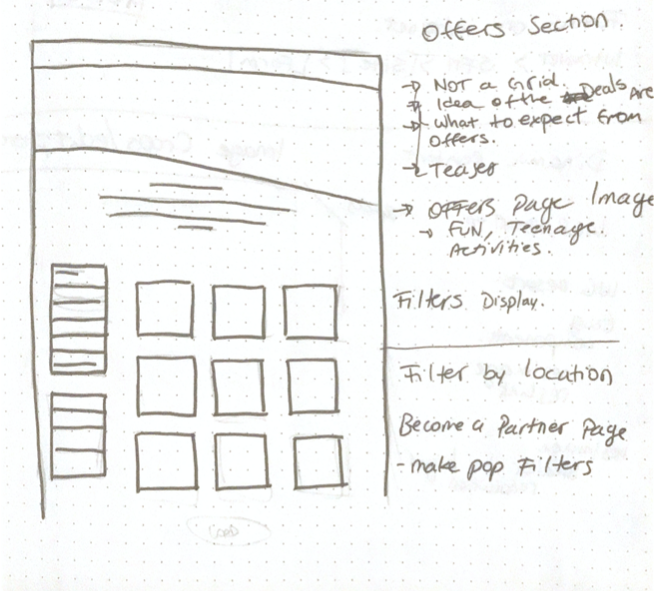 Offers Section.
→ NOT a Grid.
→ Idea of the Deals Are
→ What to expect from
offers.
→ Teaser
→ OFFERS Page Image
→ FUN, Teenage.
Activities.
Filters Display.
Filter by location
Become a Partner Page
- make pop Filters